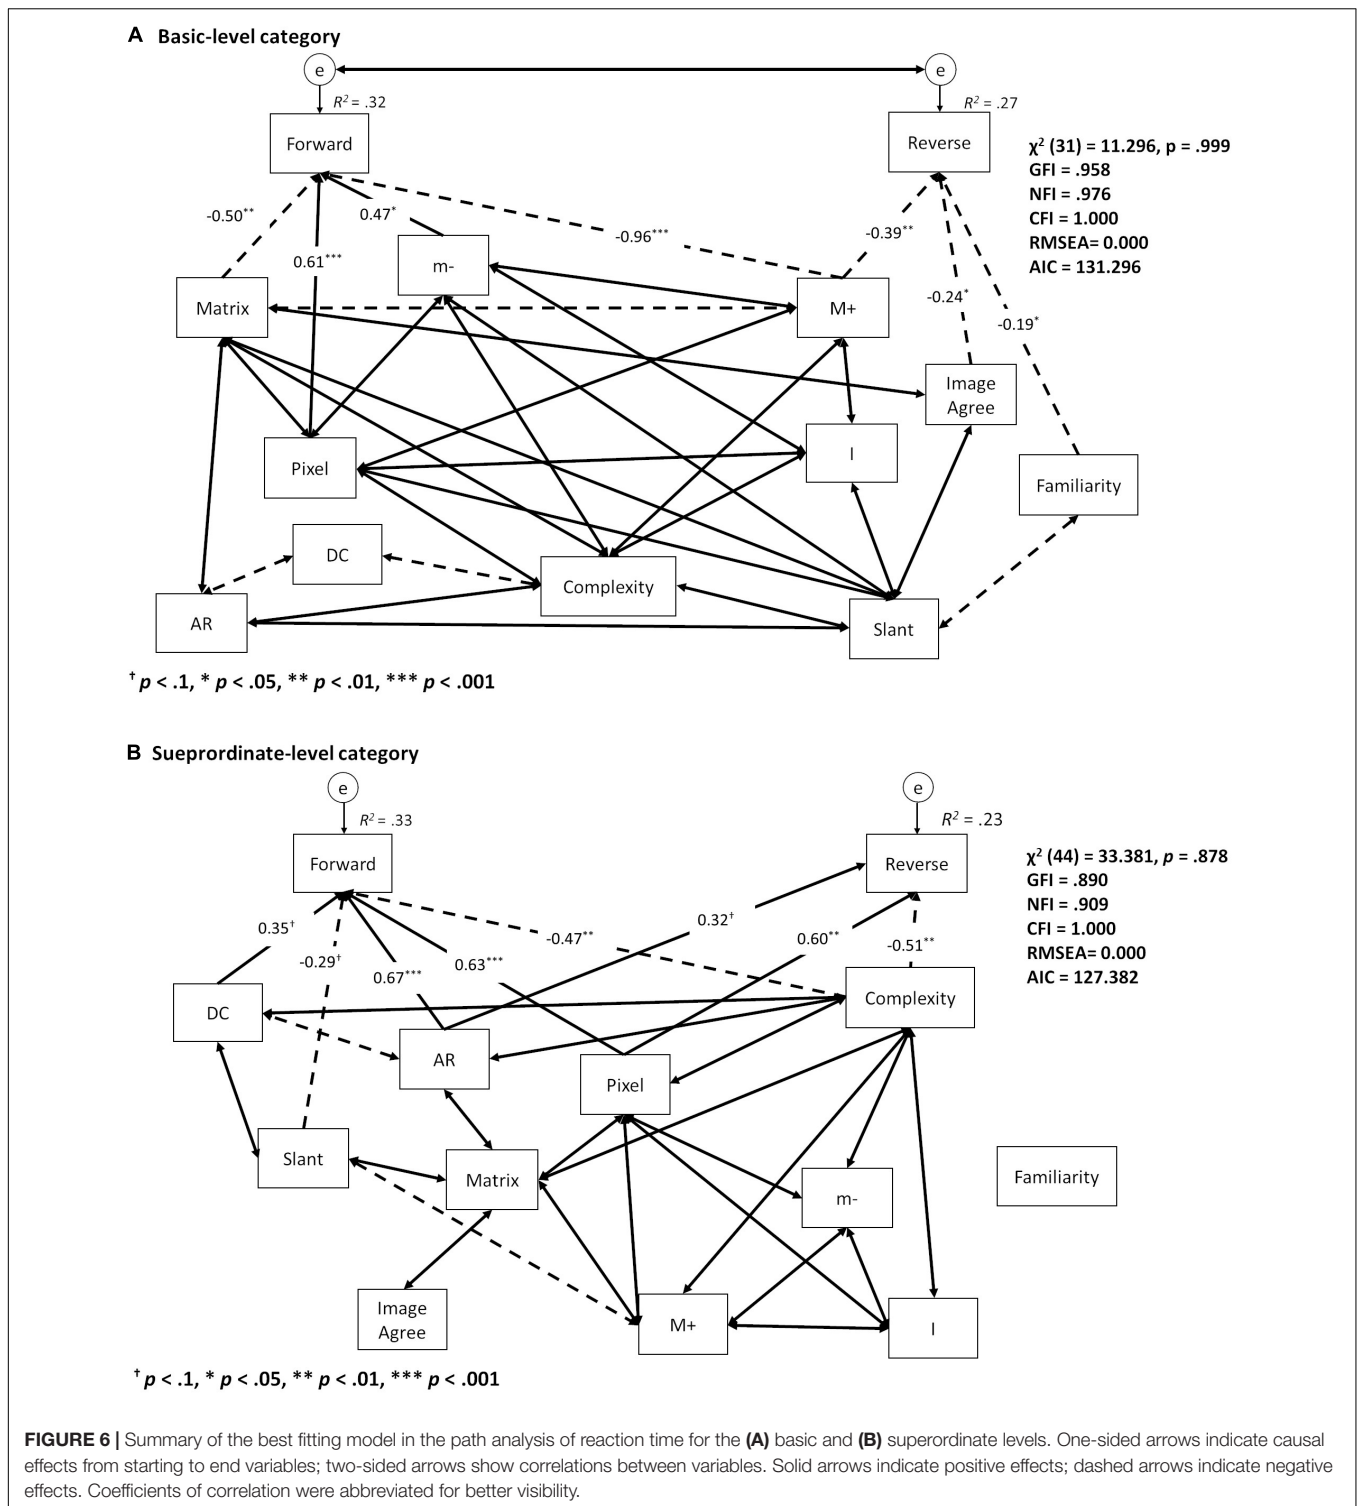 A Basic-level category
e
e
R² = .32
R² = .27
Forward
Reverse
χ² (31) = 11.296, p = .999
GFI = .958
NFI = .976
CFI = 1.000
RMSEA= 0.000
AIC = 131.296
-0.50**
0.47*
-0.96***
-0.39**
0.61***
m-
Matrix
M+
-0.24*
-0.19*
Image
Agree
I
Pixel
Familiarity
DC
Complexity
AR
Slant
† p < .1, * p < .05, ** p < .01, *** p < .001
B Sueprordinate-level category
e
e
R² = .33
R² = .23
Forward
Reverse
χ² (44) = 33.381, p = .878
GFI = .890
NFI = .909
CFI = 1.000
RMSEA= 0.000
AIC = 127.382
0.35†
-0.29†
0.67***
0.63***
-0.47**
0.32†
0.60**
-0.51**
DC
Complexity
AR
Pixel
Slant
Matrix
m-
Familiarity
Image
Agree
M+
I
† p < .1, * p < .05, ** p < .01, *** p < .001
FIGURE 6 | Summary of the best fitting model in the path analysis of reaction time for the (A) basic and (B) superordinate levels. One-sided arrows indicate causal
effects from starting to end variables; two-sided arrows show correlations between variables. Solid arrows indicate positive effects; dashed arrows indicate negative
effects. Coefficients of correlation were abbreviated for better visibility.